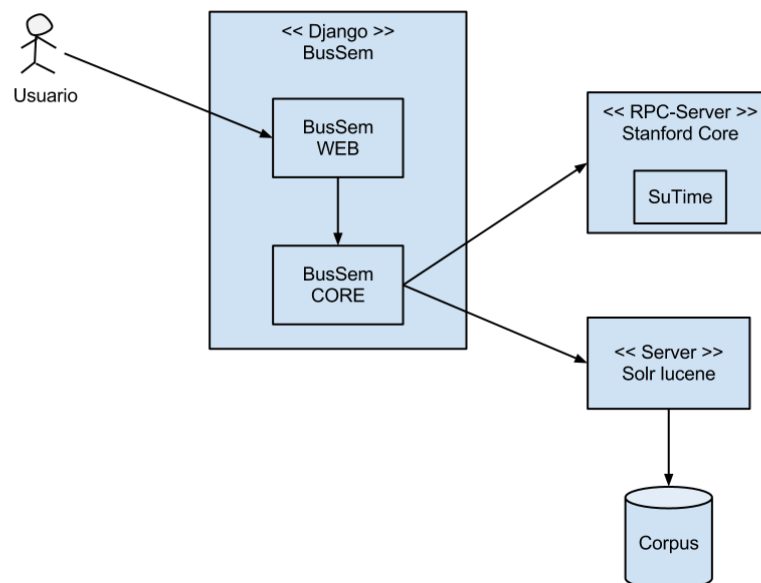 Usuario
<< Django >>
BusSem
BusSem
WEB
BusSem
CORE
<< RPC-Server >>
Stanford Core
SuTime
<< Server >>
Solr lucene
Corpus